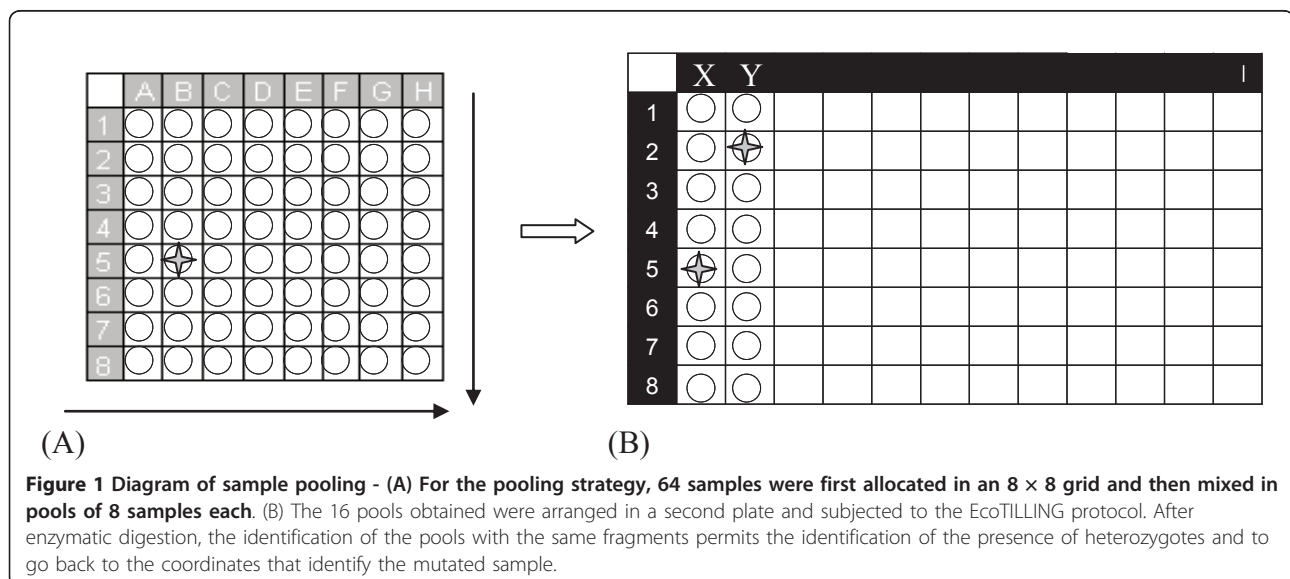 A B C D E F G H
1
2
3
4
5
6
7
8
(A)
X Y I
1
2
3
4
5
6
7
8
(B)
Figure 1 Diagram of sample pooling - (A) For the pooling strategy, 64 samples were first allocated in an 8 × 8 grid and then mixed in
pools of 8 samples each. (B) The 16 pools obtained were arranged in a second plate and subjected to the EcoTILLING protocol. After
enzymatic digestion, the identification of the pools with the same fragments permits the identification of the presence of heterozygotes and to
go back to the coordinates that identify the mutated sample.